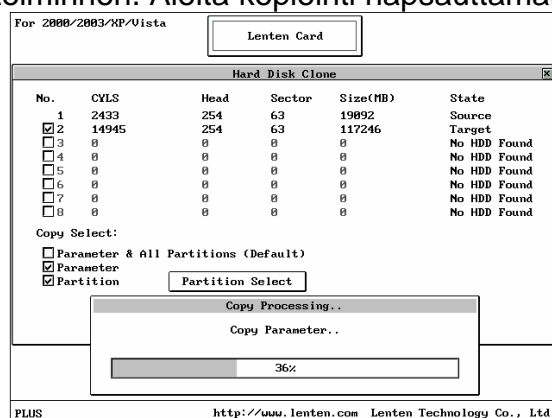 toiminnon. Aloita kopiointi napsauttama
For 2000/2003/XP/Vista
Lenten Card
Hard Disk Clone
No. CYLS Head Sector Size(MB) State
1 2433 254 63 19092 Source
2 14945 254 63 117246 Target
3 0 0 0 0 No HDD Found
4 0 0 0 0 No HDD Found
5 0 0 0 0 No HDD Found
6 0 0 0 0 No HDD Found
7 0 0 0 0 No HDD Found
8 0 0 0 0 No HDD Found
Copy Select:
Parameter & All Partitions (Default)
Parameter
Partition Partition Select
Copy Processing..
Copy Parameter..
36%
PLUS http://www.lenten.com Lenten Technology Co., Ltd